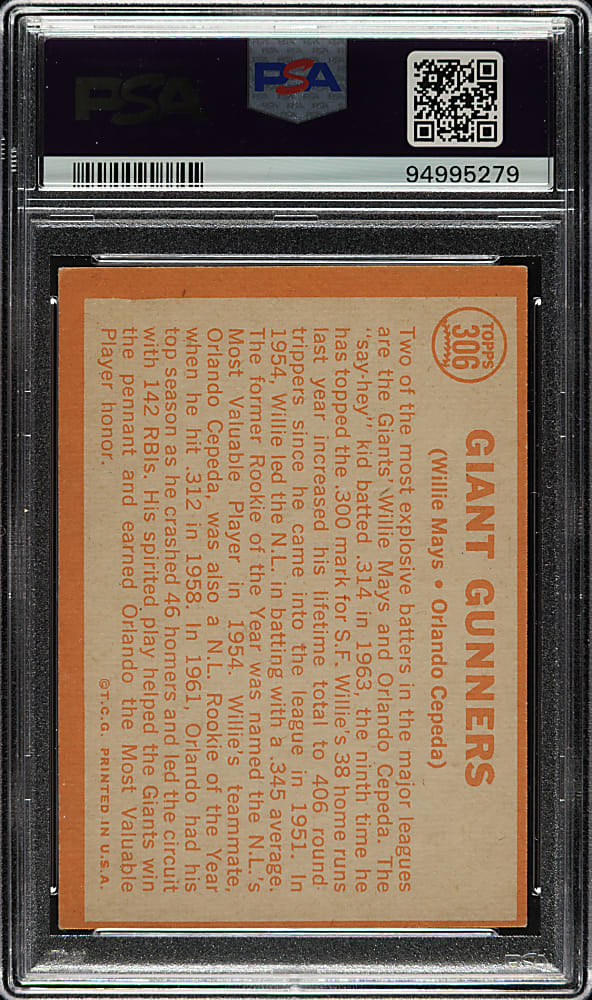 PSA
PSA
94995279
TOPPS
306
GIANT GUNNERS
(Willie Mays • Orlando Cepeda)
Two of the most explosive batters in the major leagues
are the Giants' Willie Mays and Orlando Cepeda. The
"say-hey" kid batted .314 in 1963, the ninth time he
has topped the .300 mark for S.F. Willie's 38 home runs
last year increased his lifetime total to 406 round
trippers since he came into the league in 1951. In
1954, Willie led the N.L. in batting with a .345 average.
The former Rookie of the Year was named the N.L.'s
Most Valuable Player in 1954. Willie's teammate,
Orlando Cepeda, was also a N.L. Rookie of the Year
when he hit .312 in 1958. In 1961, Orlando had his
top season as he crashed 46 homers and led the circuit
with 142 RBIs. His spirited play helped the Giants win
the pennant and earned Orlando the Most Valuable
Player honor.
©T.C.G. PRINTED IN U.S.A.
PSA